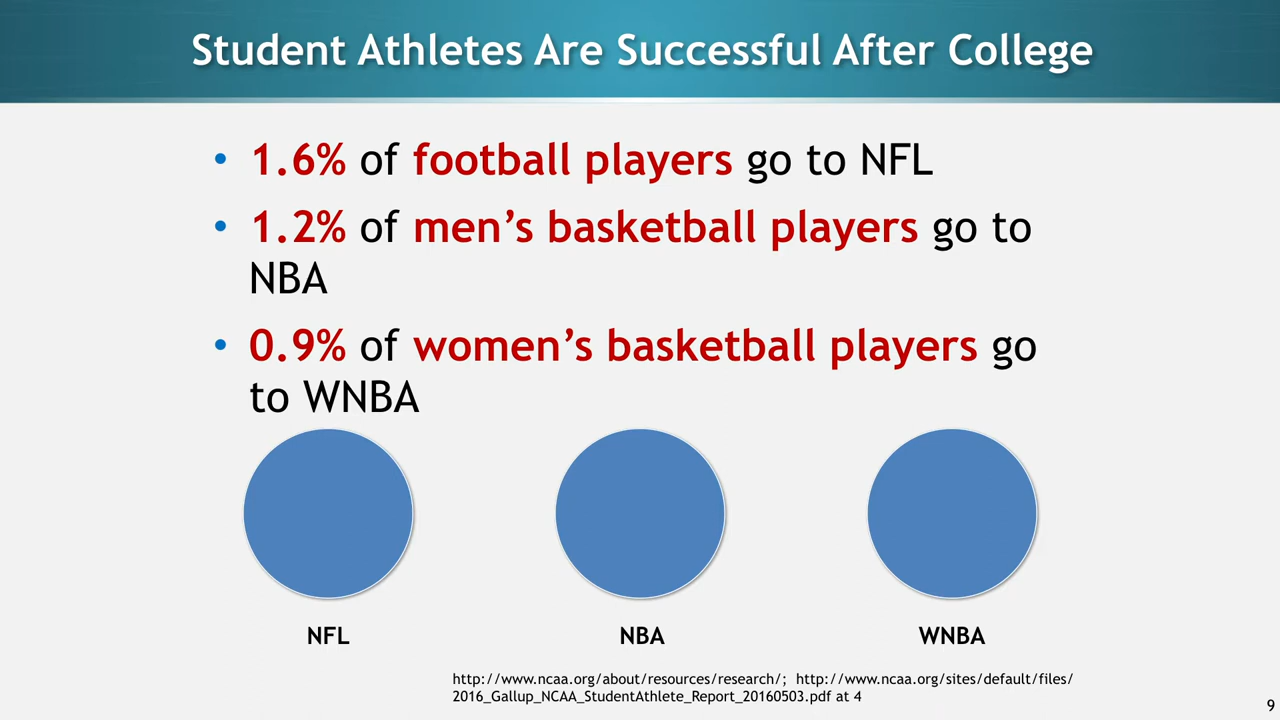 Student Athletes Are Successful After College
• 1.6% of football players go to NFL
• 1.2% of men’s basketball players go to
NBA
• 0.9% of women’s basketball players go
to WNBA
NFL
NBA
WNBA
http://www.ncaa.org/about/resources/research/; http://www.ncaa.org/sites/default/files/
2016_Gallup_NCAA_StudentAthlete_Report_20160503.pdf at 4
9